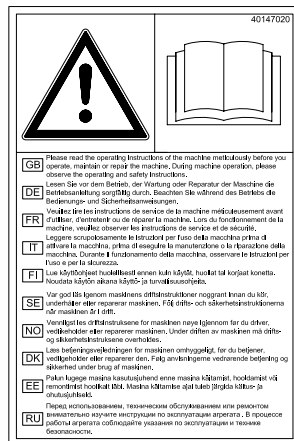 40147020
GB Please read the operating instructions of the machine meticulously before you
operate, maintain or repair the machine. During machine operation, please
observe the operating and safety instructions.
DE Lesen Sie vor dem Betrieb, der Wartung oder Reparatur der Maschine die
Betriebsanleitung sorgfältig durch. Beachten Sie während des Betriebs die
Bedienungs- und Sicherheitsanweisungen.
FR Veuillez lire les instructions de service de la machine méticuleusement avant
d'utiliser, d'entretenir ou de réparer la machine. Lors du fonctionnement de la
machine, veuillez observer les instructions de service et de sécurité.
IT Leggere scrupolosamente le istruzioni per l'uso della macchina prima di
attivare la macchina, prima di eseguire la manutenzione o la riparazione della
macchina. Durante il funzionamento della macchina, osservare le istruzioni per
l'uso e per la sicurezza.
FI Lue käyttöohjeet huolellisesti ennen kuin käytät, huollat tai korjaat konetta.
Noudata käytön aikana käyttö- ja turvallisuusohjeita.
SE Var god läs igenom maskinens driftsinstruktioner noggrant innan du kör,
underhåller eller reparerar maskinen. Följ drifts- och säkerhetsinstruktionerna
när maskinen är i drift.
NO Vennligst les driftsinstruksene for maskinen nøye igjennom før du driver,
vedlikeholder eller reparerer maskinen. Under driften av maskinen må drifts-
og sikkerhetsinstruksene overholdes.
DK Læs betjeningsvejledningen for maskinen omhyggeligt, før du betjener,
vedligeholder eller reparerer den. Følg anvisningerne vedrørende betjening og
sikkerhed under brug af maskinen.
EE Palun lugege masina kasutusjuhend enne masina käitamist, hooldamist või
remontimist hoolikalt läbi. Masina käitamise ajal tuleb järgida käitus- ja
ohutusjuhiseid.
RU Перед использованием, техническим обслуживанием или ремонтом
внимательно изучите инструкции по эксплуатации агрегата . В процессе
работы агрегата соблюдайте указания по эксплуатации и технике
безопасности.